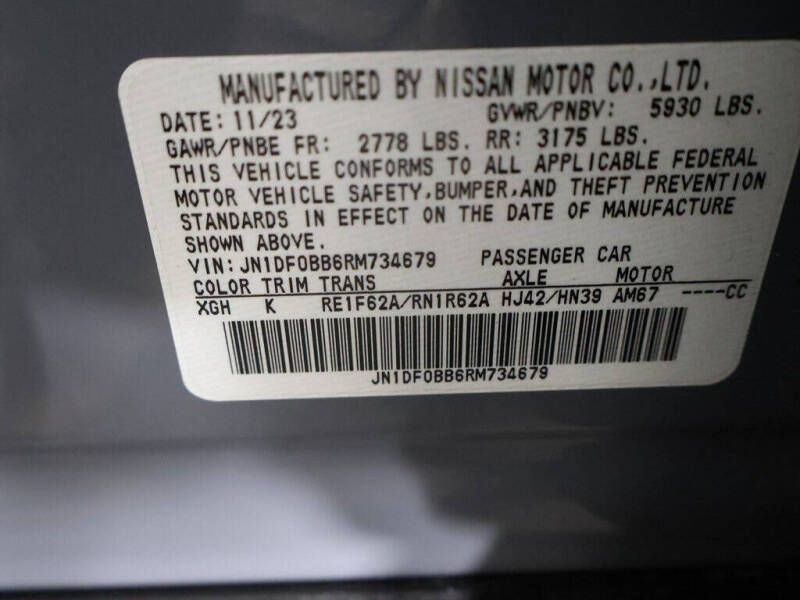 MANUFACTURED BY NISSAN MOTOR CO.,LTD.
DATE: 11/23 GVWR/PNBV: 5930 LBS.
GAWR/PNBE FR: 2778 LBS. RR: 3175 LBS.
THIS VEHICLE CONFORMS TO ALL APPLICABLE FEDERAL
MOTOR VEHICLE SAFETY,BUMPER,AND THEFT PREVENTION
STANDARDS IN EFFECT ON THE DATE OF MANUFACTURE
SHOWN ABOVE.
VIN:JN1DF0BB6RM734679 PASSENGER CAR
COLOR TRIM TRANS AXLE MOTOR
XGH K RE1F62A/RN1R62A HJ42/HN39 AM67 ----CC
JN1DF0BB6RM734679